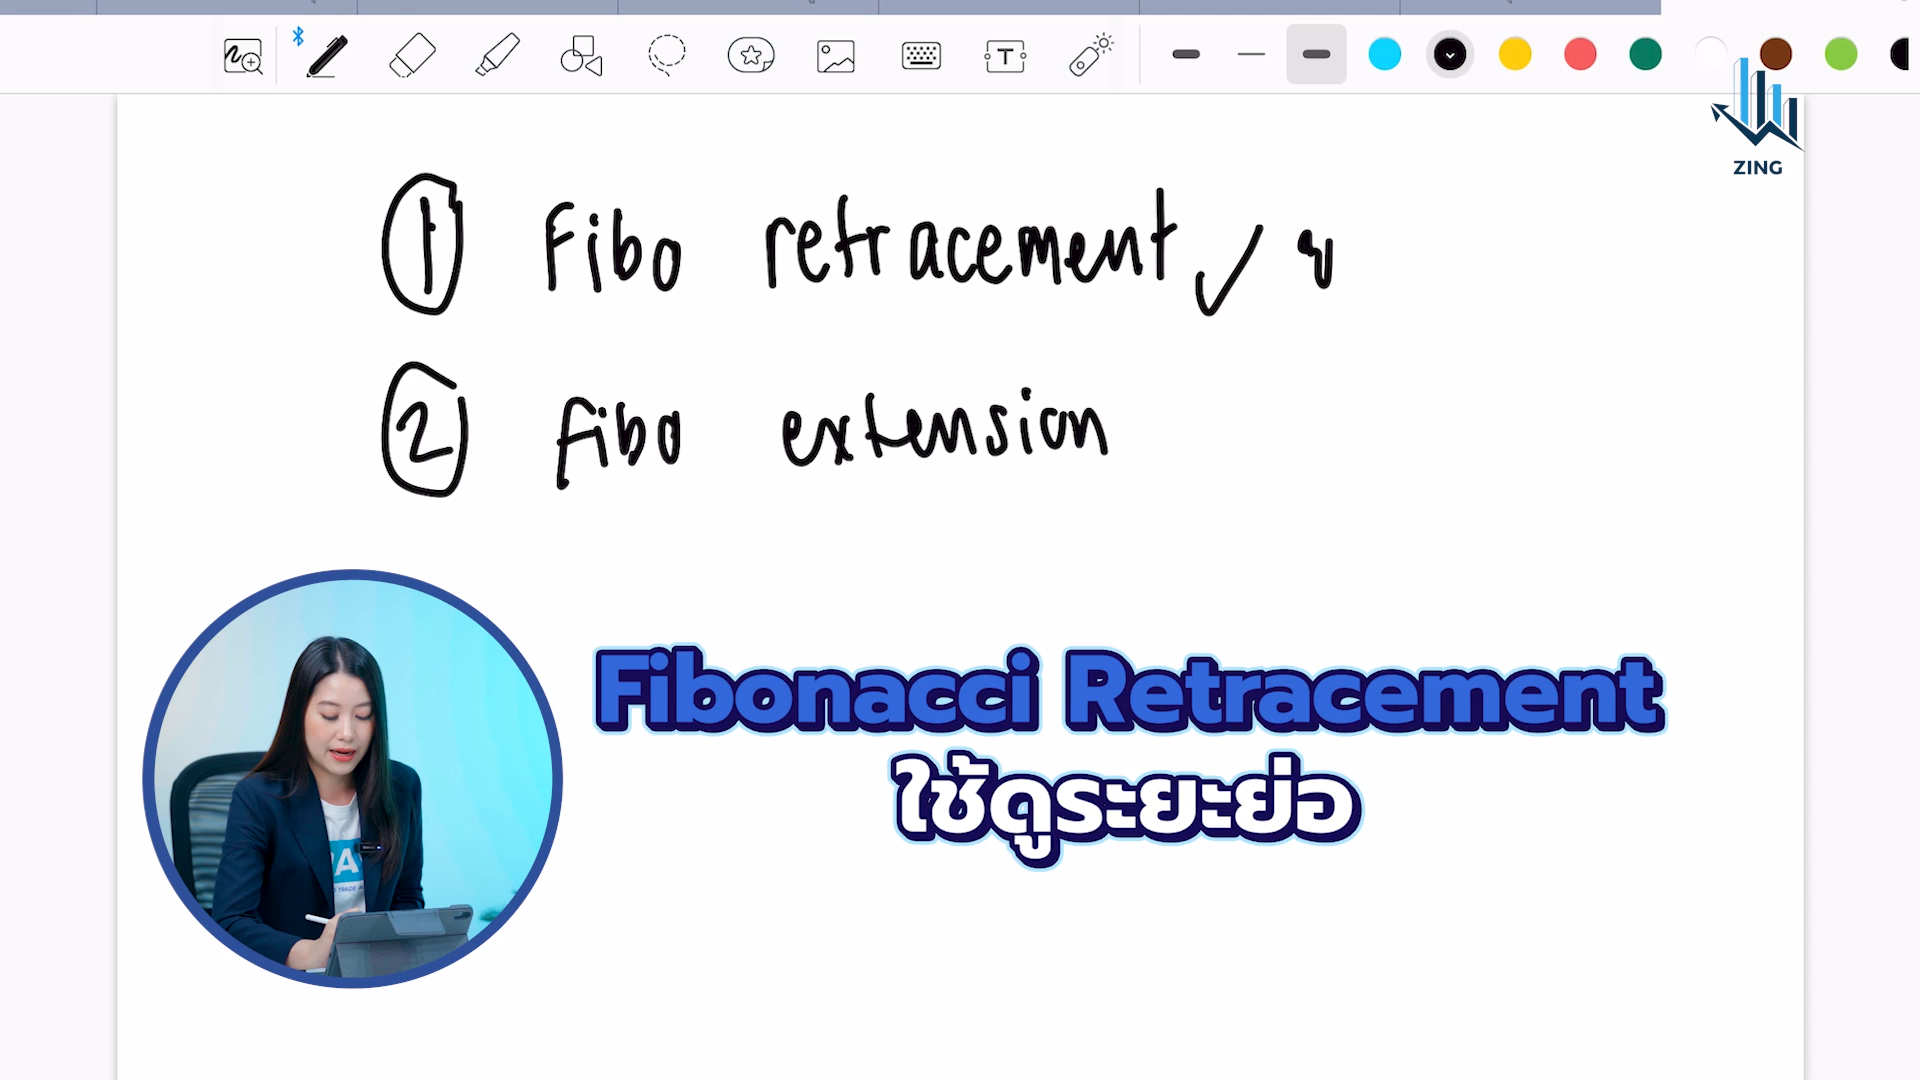 ZING
① Fibo retracement ✓
② fibo extension
Fibonacci Retracement
ใช้ดูระยะย่อ